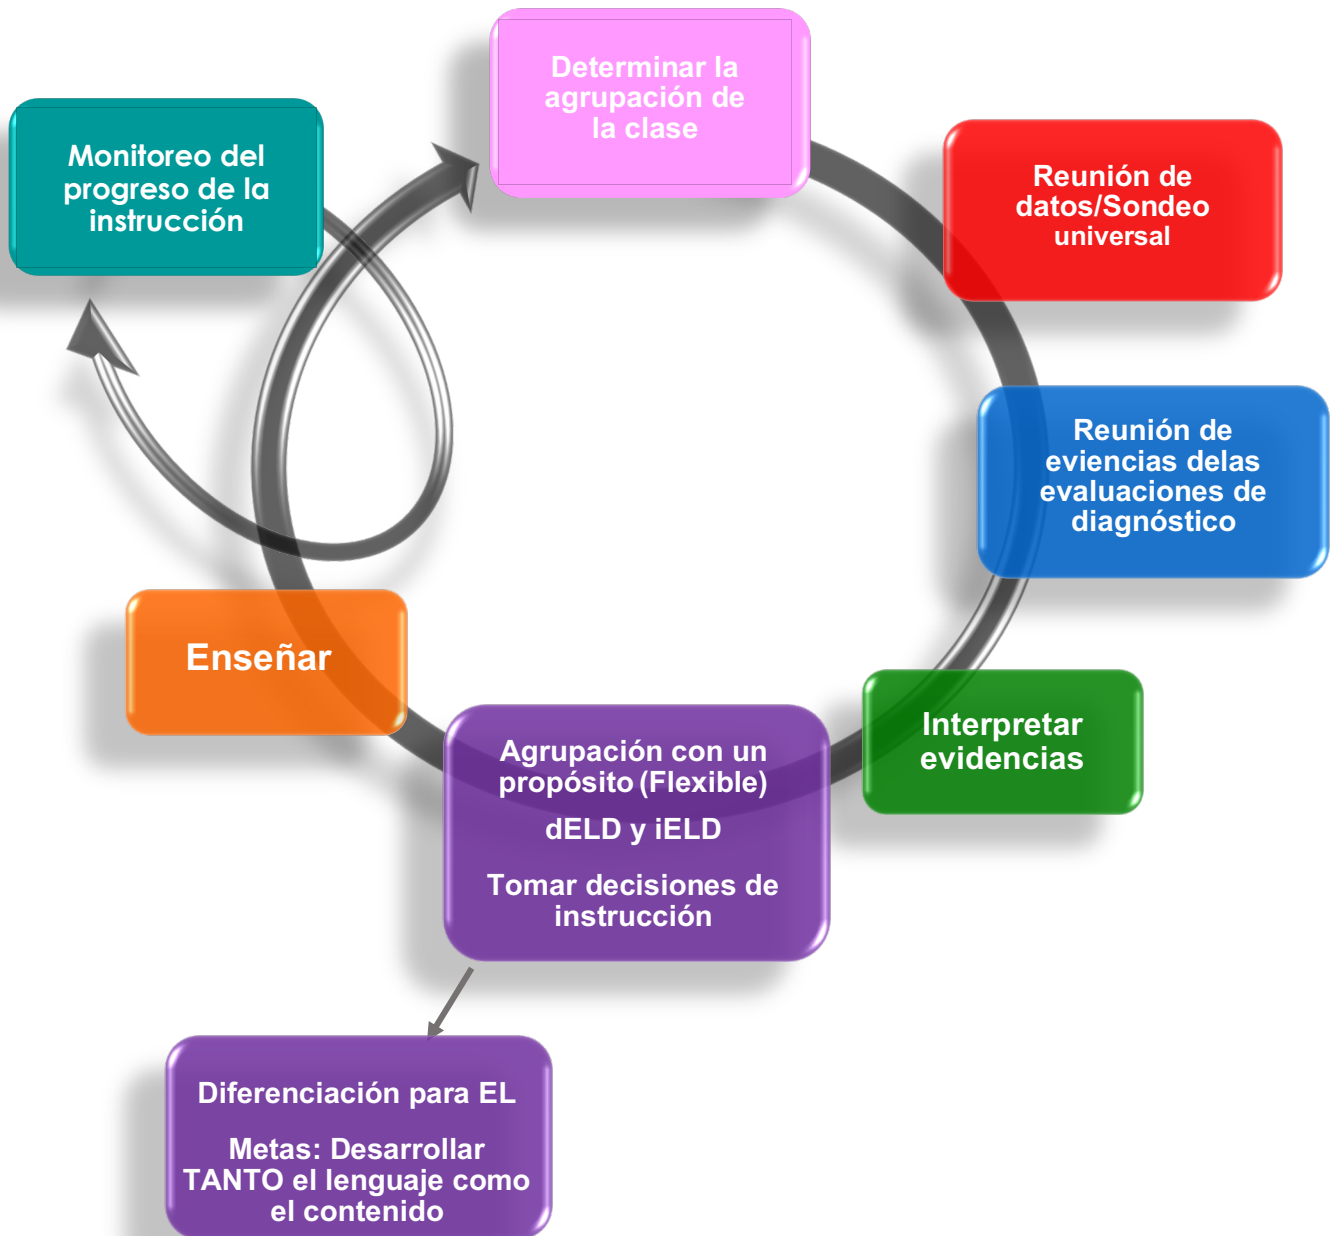 Determinar la
agrupación de
la clase
Reunión de
datos/Sondeo
universal
Reunión de
eviencias delas
evaluaciones de
diagnóstico
Interpretar
evidencias
Agrupación con un
propósito (Flexible)
dELD y iELD
Tomar decisiones de
instrucción
Diferenciación para EL
Metas: Desarrollar
TANTO el lenguaje como
el contenido
Enseñar
Monitoreo del
progreso de la
instrucción